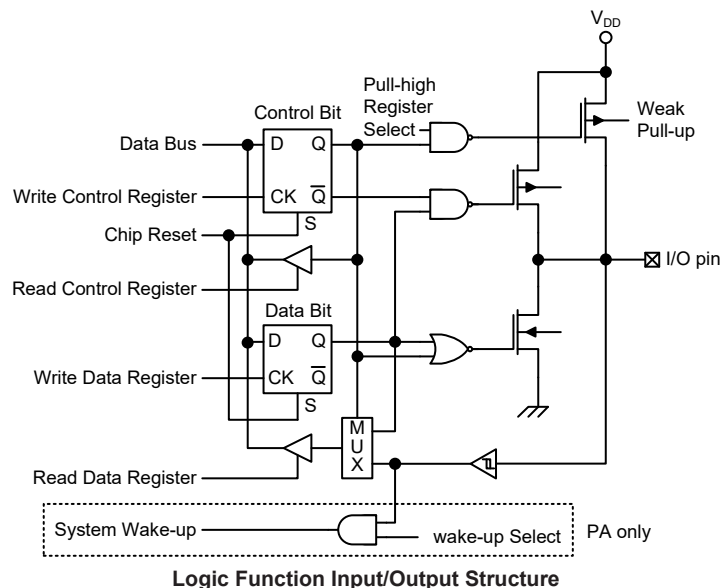 V_DD
Pull-high
Register
Select
Control Bit
Weak
Pull-up
Data Bus
D
Q
Write Control Register
CK
Q̅
S
Chip Reset
I/O pin
Read Control Register
Data Bit
D
Q
Write Data Register
CK
Q̅
S
M
U
X
Read Data Register
System Wake-up
wake-up Select
PA only
Logic Function Input/Output Structure